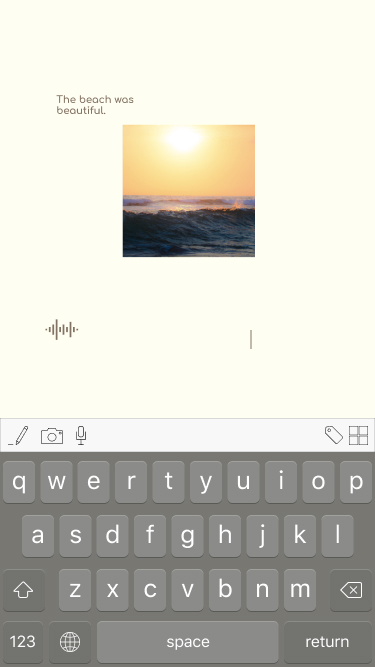 The beach was
beautiful.
q w e r t y u i o p
a s d f g h j k l
z x c v b n m
123 space return